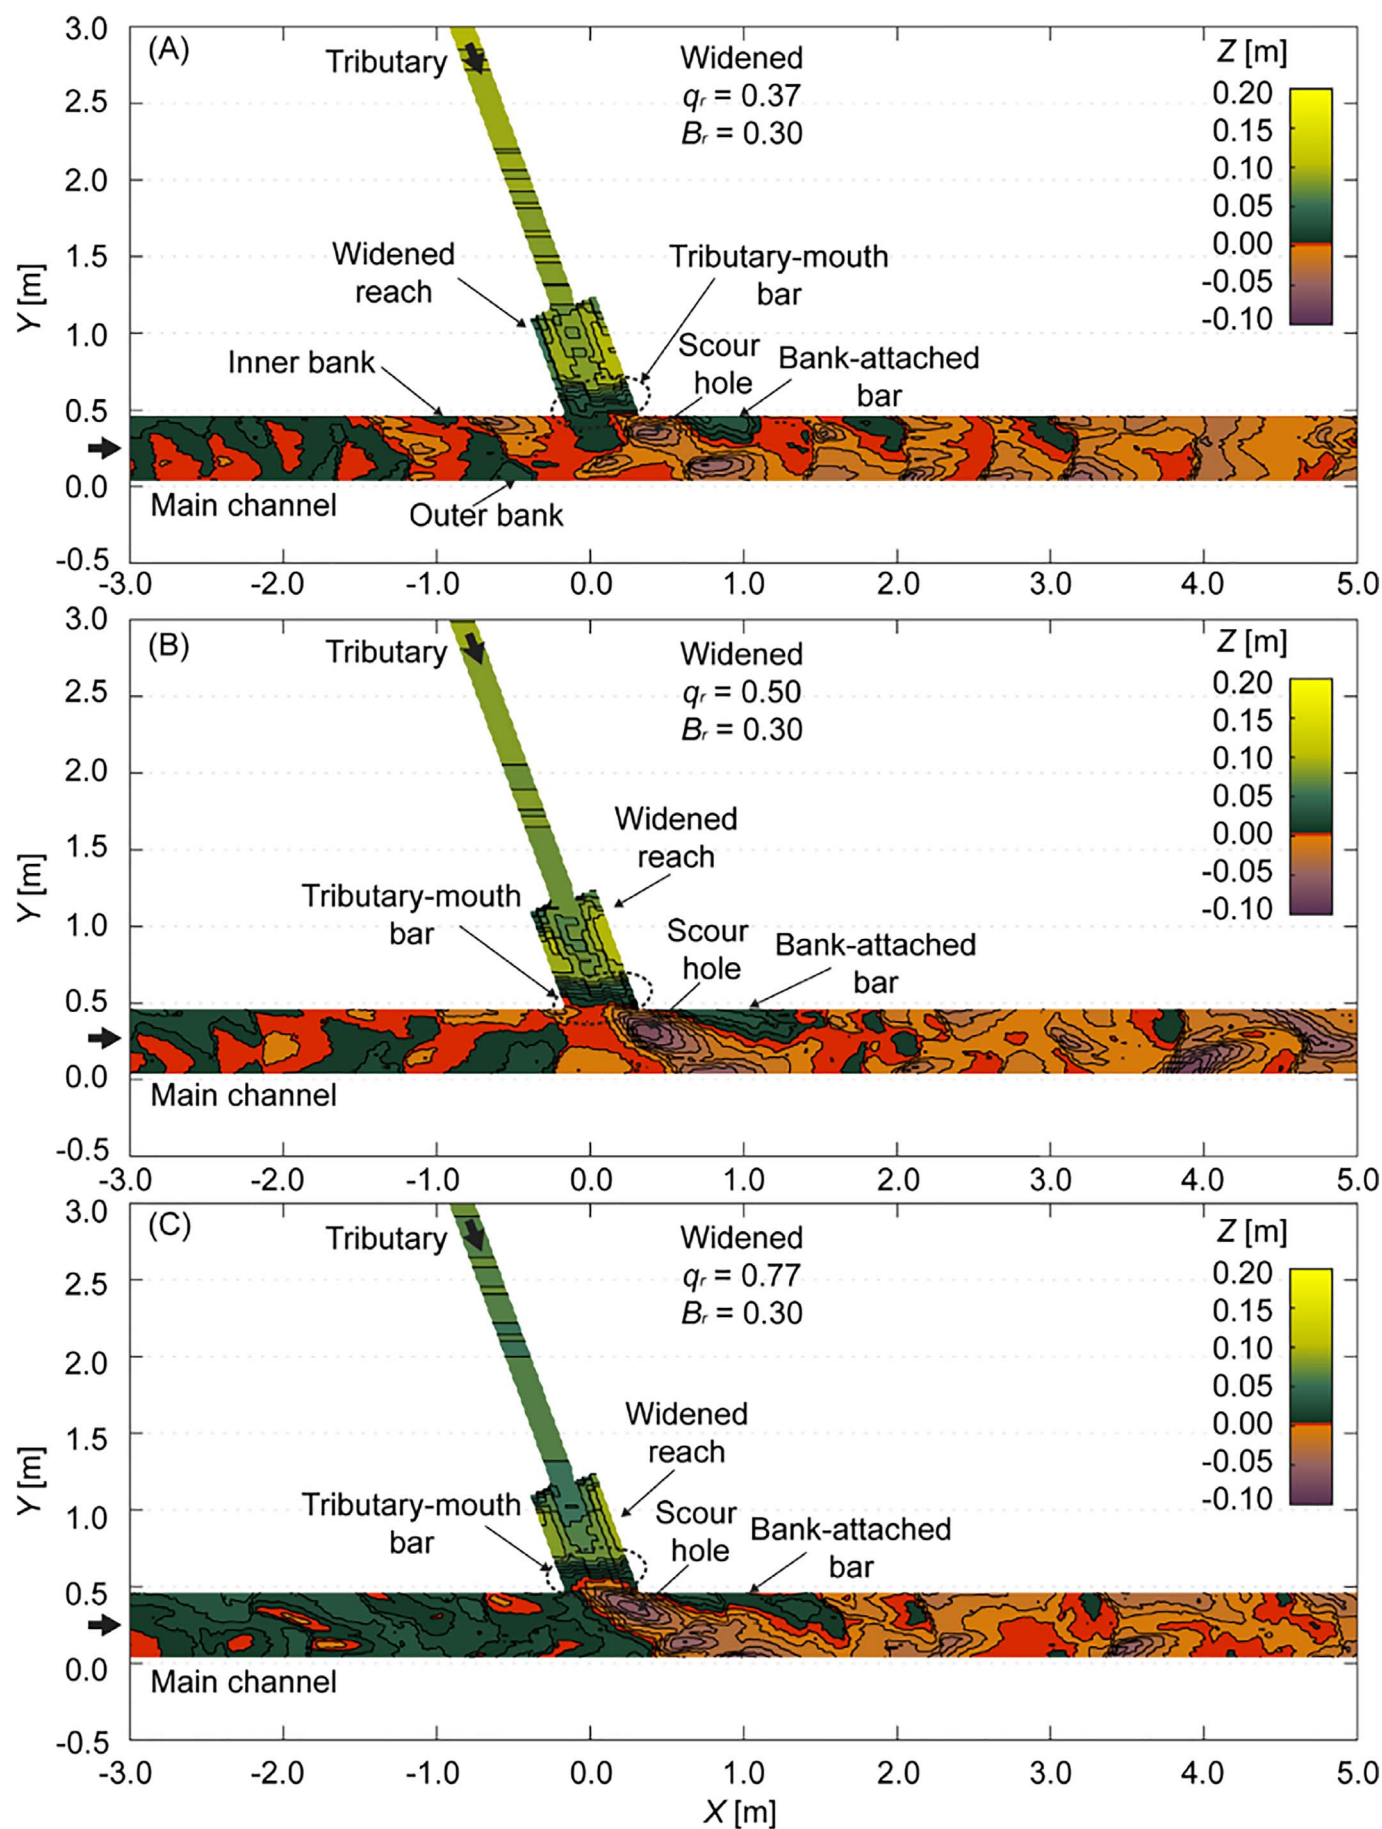 (A)
Tributary
Widened
qr = 0.37
Br = 0.30
Z [m]
0.20
0.15
0.10
0.05
0.00
-0.05
-0.10
3.0
2.5
2.0
1.5
1.0
0.5
0.0
-0.5
Y [m]
Widened
reach
Tributary-mouth
bar
Inner bank
Scour
hole
Bank-attached
bar
Main channel
Outer bank
-3.0 -2.0 -1.0 0.0 1.0 2.0 3.0 4.0 5.0
(B)
Tributary
Widened
qr = 0.50
Br = 0.30
Z [m]
0.20
0.15
0.10
0.05
0.00
-0.05
-0.10
3.0
2.5
2.0
1.5
1.0
0.5
0.0
-0.5
Y [m]
Widened
reach
Tributary-mouth
bar
Scour
hole
Bank-attached
bar
Main channel
-3.0 -2.0 -1.0 0.0 1.0 2.0 3.0 4.0 5.0
(C)
Tributary
Widened
qr = 0.77
Br = 0.30
Z [m]
0.20
0.15
0.10
0.05
0.00
-0.05
-0.10
3.0
2.5
2.0
1.5
1.0
0.5
0.0
-0.5
Y [m]
Widened
reach
Tributary-mouth
bar
Scour
hole
Bank-attached
bar
Main channel
-3.0 -2.0 -1.0 0.0 1.0 2.0 3.0 4.0 5.0
X [m]